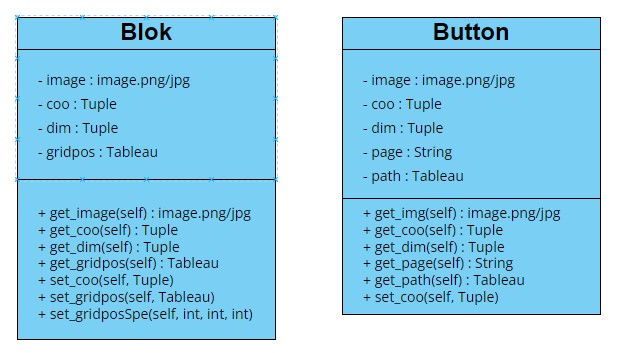 Blok
- image : image.png/jpg
- coo : Tuple
- dim : Tuple
- gridpos : Tableau
+ get_image(self) : image.png/jpg
+ get_coo(self) : Tuple
+ get_dim(self) : Tuple
+ get_gridpos(self) : Tableau
+ set_coo(self, Tuple)
+ set_gridpos(self, Tableau)
+ set_gridposSpe(self, int, int, int)
Button
- image : image.png/jpg
- coo : Tuple
- dim : Tuple
- page : String
- path : Tableau
+ get_img(self) : image.png/jpg
+ get_coo(self) : Tuple
+ get_dim(self) : Tuple
+ get_page(self) : String
+ get_path(self) : Tableau
+ set_coo(self, Tuple)